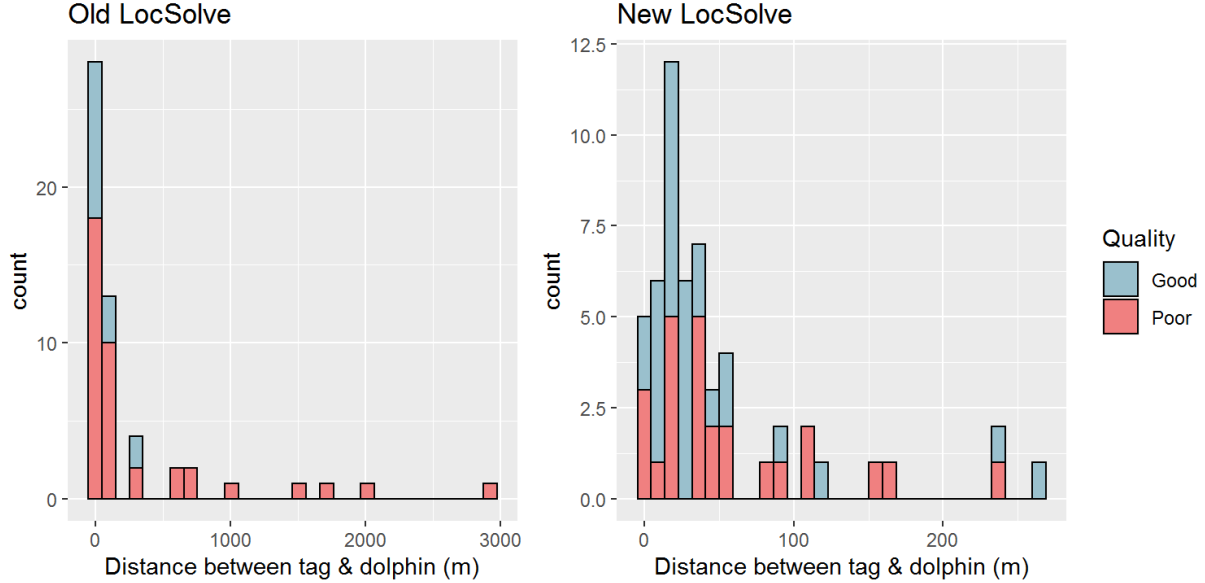 Old LocSolve
New LocSolve
count
20
10
0
0
1000
2000
3000
Distance between tag & dolphin (m)
count
12.5
10.0
7.5
5.0
2.5
0.0
0
100
200
Distance between tag & dolphin (m)
Quality
Good
Poor